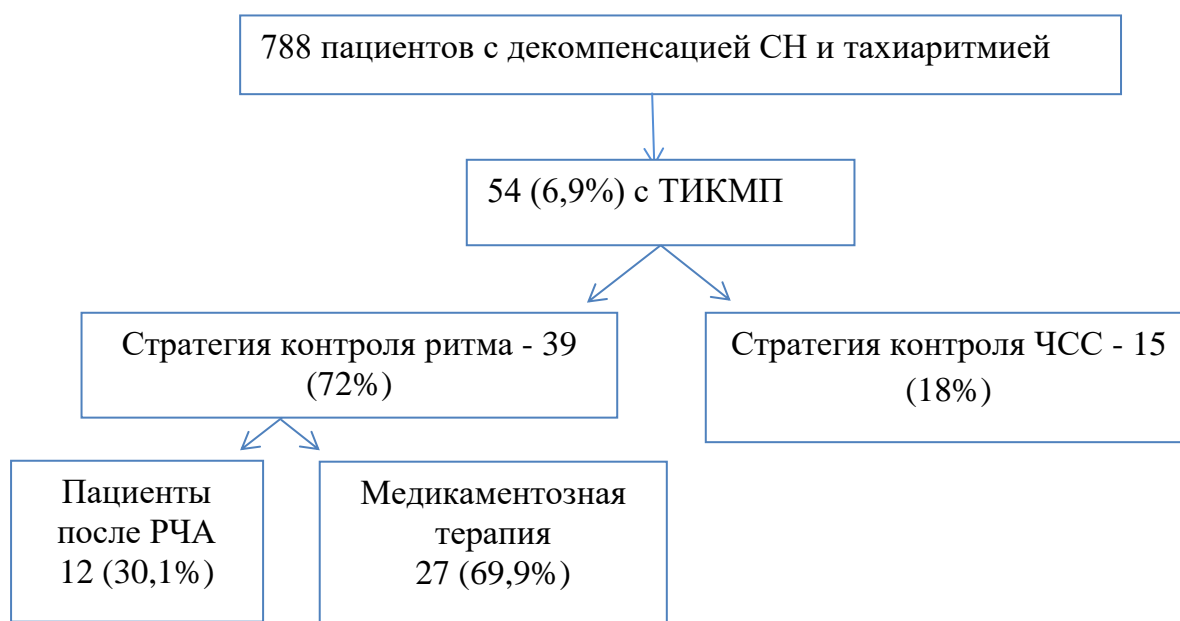 788 пациентов с декомпенсацией СН и тахиаритмией
54 (6,9%) с ТИКМП
Стратегия контроля ритма - 39
(72%)
Стратегия контроля ЧСС - 15
(18%)
Пациенты
после РЧА
12 (30,1%)
Медикаментозная
терапия
27 (69,9%)